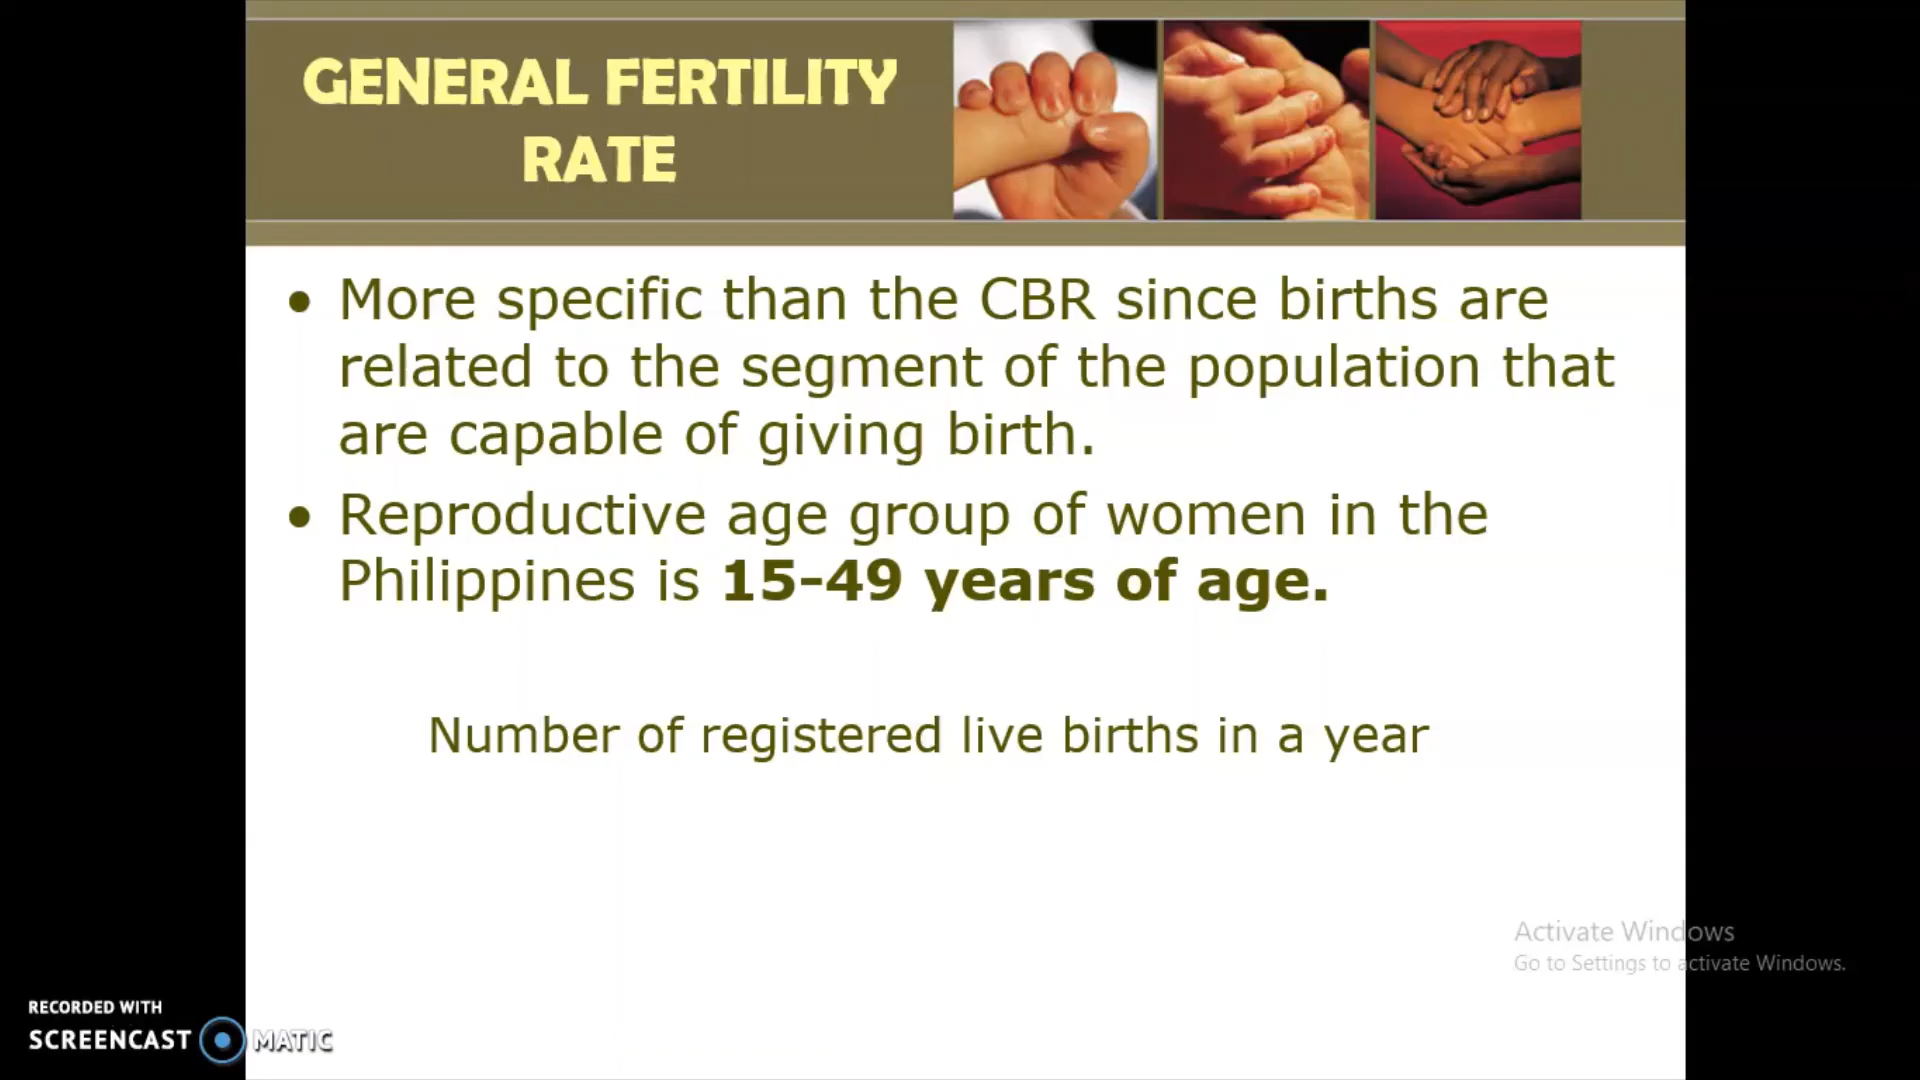 GENERAL FERTILITY
RATE
• More specific than the CBR since births are
related to the segment of the population that
are capable of giving birth.
• Reproductive age group of women in the
Philippines is 15-49 years of age.
Number of registered live births in a year
Activate Windows
Go to Settings to activate Windows.
RECORDED WITH
SCREENCAST MATIC